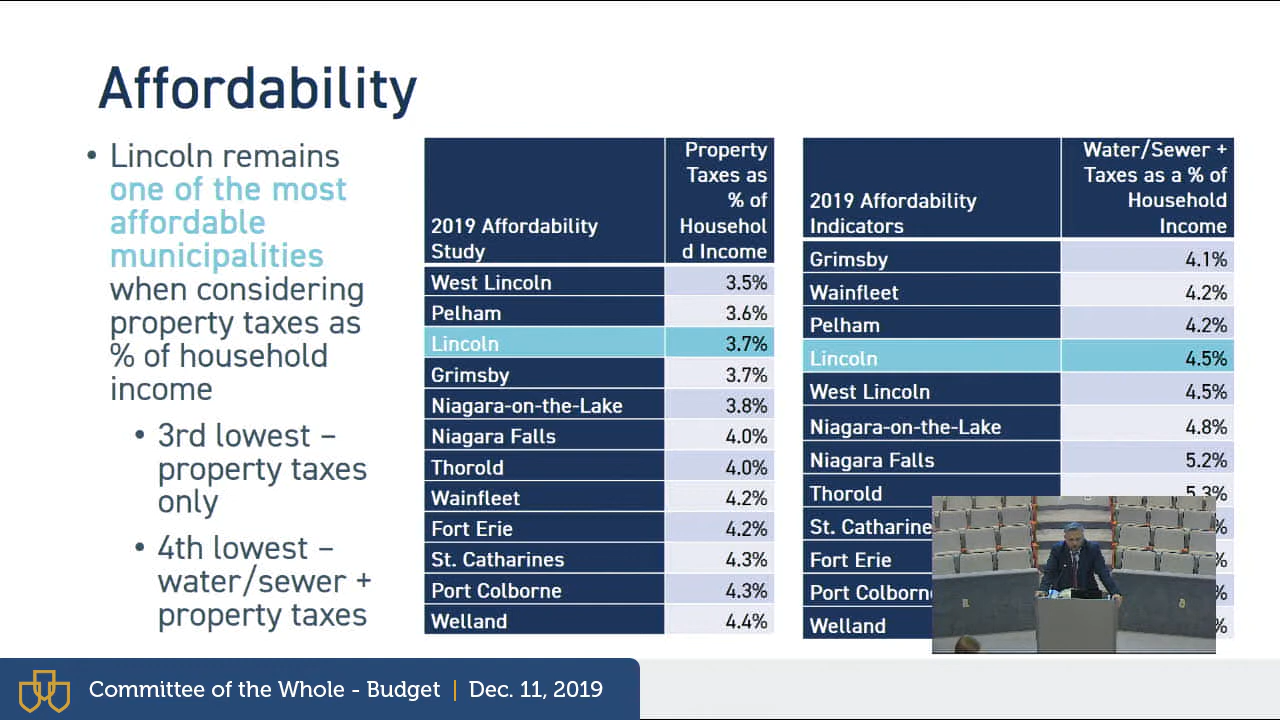 Affordability
• Lincoln remains
one of the most
affordable
municipalities
when considering
property taxes as
% of household
income
• 3rd lowest –
property taxes
only
• 4th lowest –
water/sewer +
property taxes
2019 Affordability
Study
Property
Taxes as
% of
Househol
d Income
West Lincoln 3.5%
Pelham 3.6%
Lincoln 3.7%
Grimsby 3.7%
Niagara-on-the-Lake 3.8%
Niagara Falls 4.0%
Thorold 4.0%
Wainfleet 4.2%
Fort Erie 4.2%
St. Catharines 4.3%
Port Colborne 4.3%
Welland 4.4%
2019 Affordability
Indicators
Water/Sewer +
Taxes as a % of
Household
Income
Grimsby 4.1%
Wainfleet 4.2%
Pelham 4.2%
Lincoln 4.5%
West Lincoln 4.5%
Niagara-on-the-Lake 4.8%
Niagara Falls 5.2%
Thorold 5.3%
St. Catharine %
Fort Erie %
Port Colborn %
Welland %
Committee of the Whole - Budget | Dec. 11, 2019